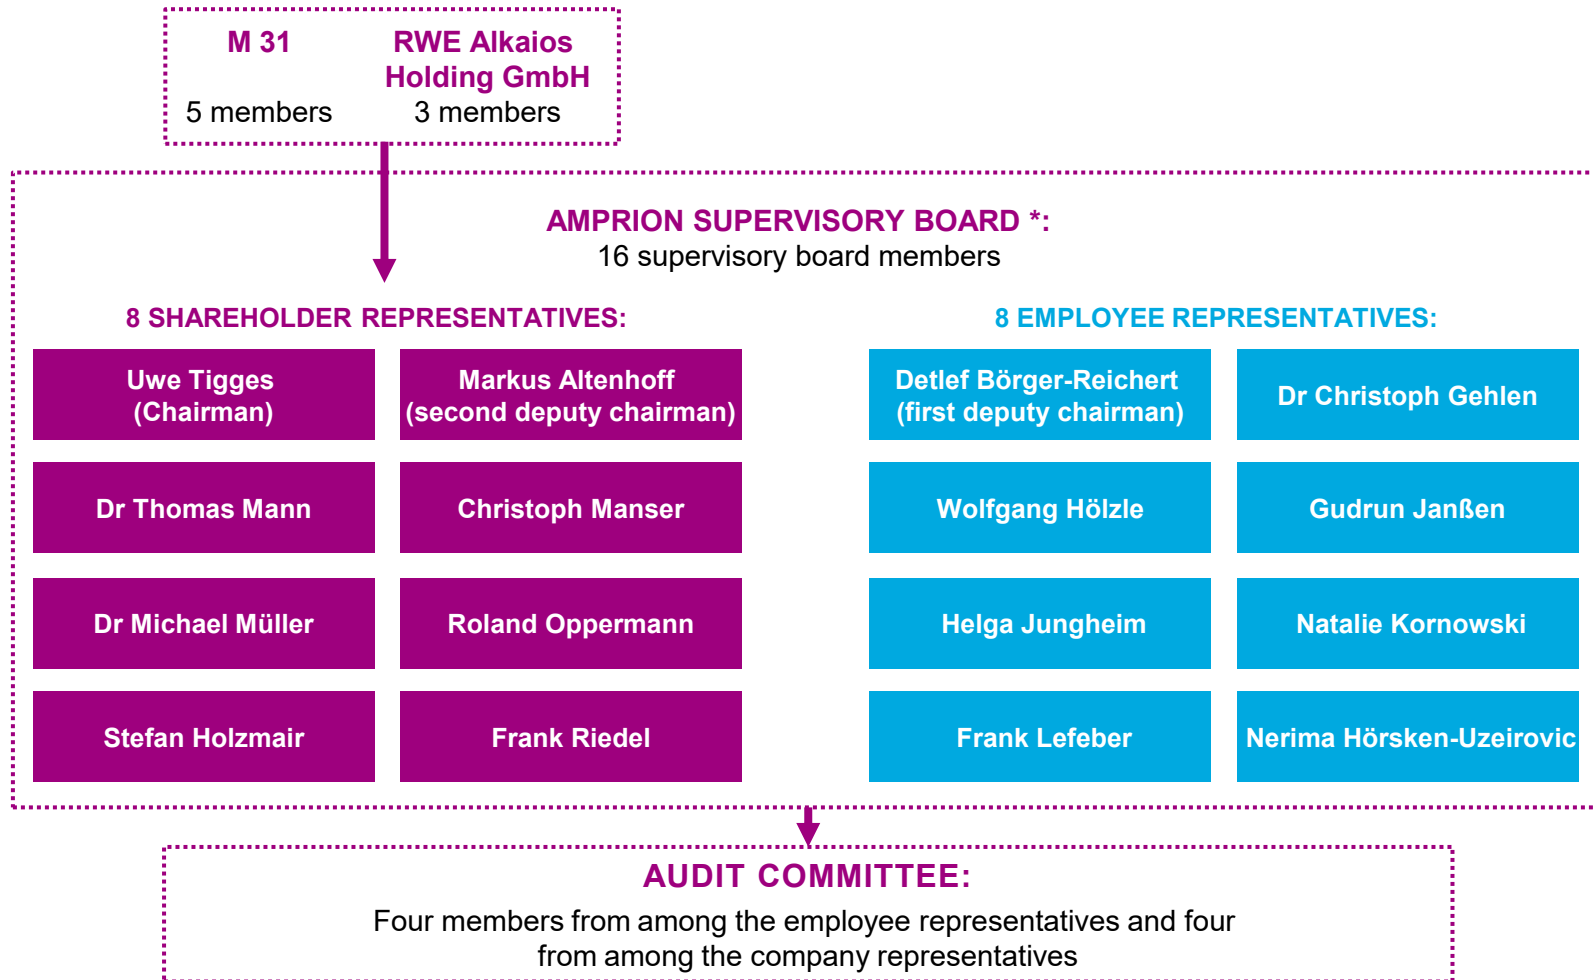 M 31
RWE Alkaios
Holding GmbH
5 members
3 members
AMPRION SUPERVISORY BOARD *:
16 supervisory board members
8 SHAREHOLDER REPRESENTATIVES:
8 EMPLOYEE REPRESENTATIVES:
Uwe Tigges
(Chairman)
Markus Altenhoff
(second deputy chairman)
Detlef Börger-Reichert
(first deputy chairman)
Dr Christoph Gehlen
Dr Thomas Mann
Christoph Manser
Wolfgang Hölzle
Gudrun Janßen
Dr Michael Müller
Roland Oppermann
Helga Jungheim
Natalie Kornowski
Stefan Holzmair
Frank Riedel
Frank Lefeber
Nerima Hörsken-Uzeirovic
AUDIT COMMITTEE:
Four members from among the employee representatives and four
from among the company representatives